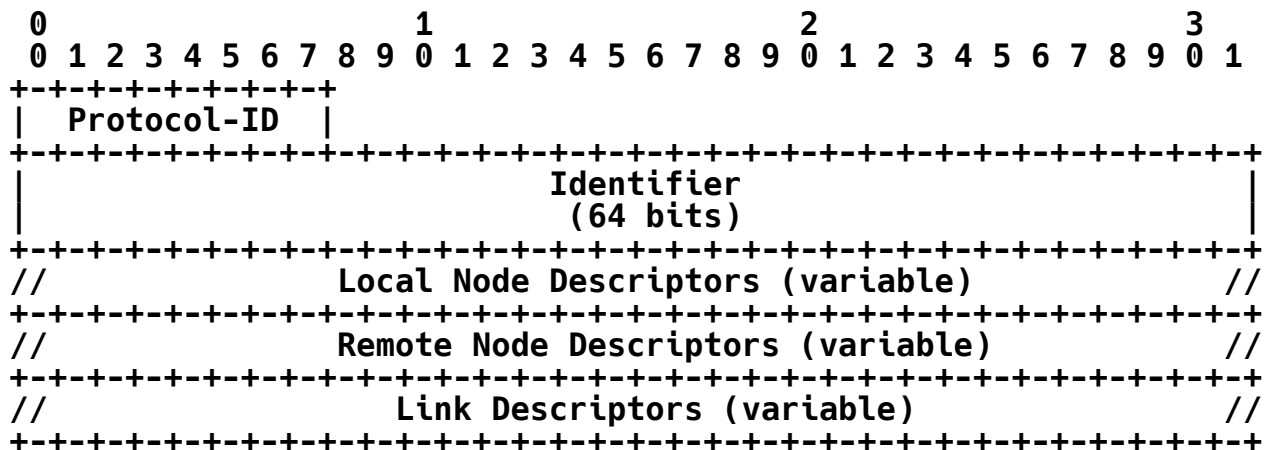 0                   1                   2                   3
 0 1 2 3 4 5 6 7 8 9 0 1 2 3 4 5 6 7 8 9 0 1 2 3 4 5 6 7 8 9 0 1
+-+-+-+-+-+-+-+-+
|  Protocol-ID  |
+-+-+-+-+-+-+-+-+-+-+-+-+-+-+-+-+-+-+-+-+-+-+-+-+-+-+-+-+-+-+-+-+
|                           Identifier                          |
|                            (64 bits)                          |
+-+-+-+-+-+-+-+-+-+-+-+-+-+-+-+-+-+-+-+-+-+-+-+-+-+-+-+-+-+-+-+-+
//               Local Node Descriptors (variable)             //
+-+-+-+-+-+-+-+-+-+-+-+-+-+-+-+-+-+-+-+-+-+-+-+-+-+-+-+-+-+-+-+-+
//               Remote Node Descriptors (variable)            //
+-+-+-+-+-+-+-+-+-+-+-+-+-+-+-+-+-+-+-+-+-+-+-+-+-+-+-+-+-+-+-+-+
//                  Link Descriptors (variable)                //
+-+-+-+-+-+-+-+-+-+-+-+-+-+-+-+-+-+-+-+-+-+-+-+-+-+-+-+-+-+-+-+-+